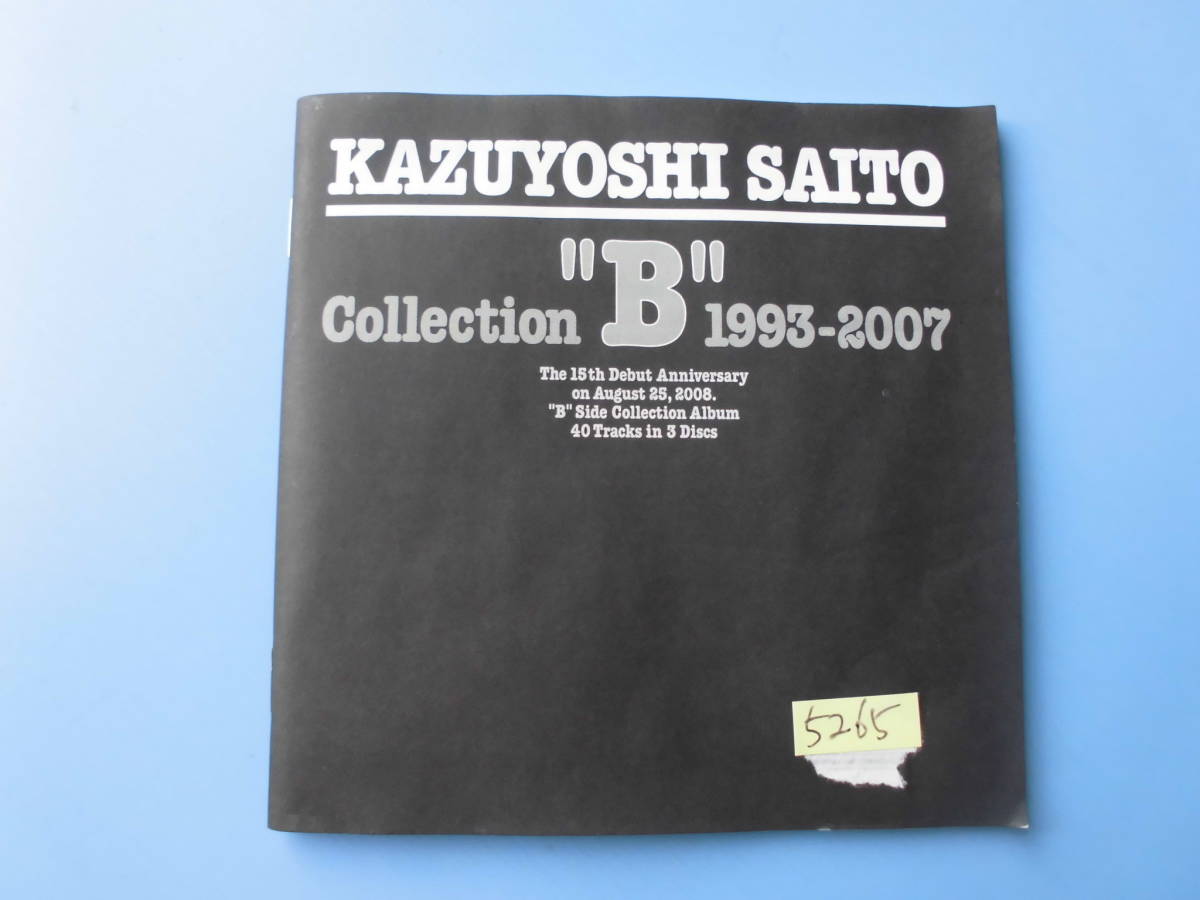 KAZUYOSHI SAITO
Collection "B" 1993-2007
The 15th Debut Anniversary
on August 25, 2008.
"B" Side Collection Album
40 Tracks in 3 Discs
5265